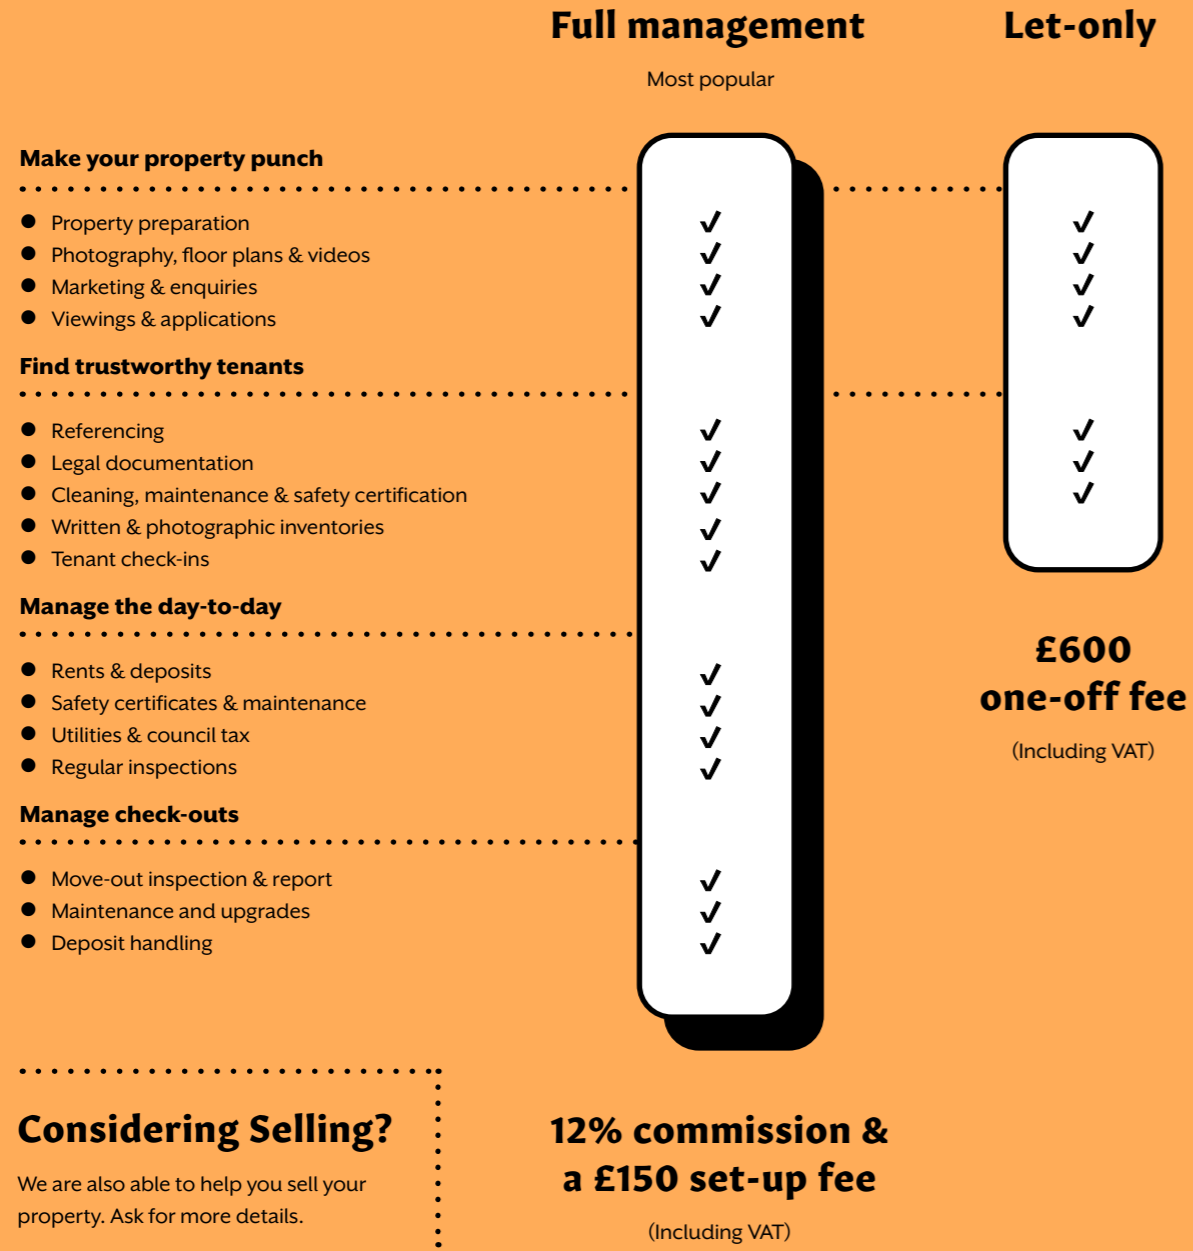 Full management
Let-only
Most popular
Make your property punch
Property preparation ✓ ✓
Photography, floor plans & videos ✓ ✓
Marketing & enquiries ✓ ✓
Viewings & applications ✓ ✓
Find trustworthy tenants
Referencing ✓ ✓
Legal documentation ✓ ✓
Cleaning, maintenance & safety certification ✓ ✓
Written & photographic inventories ✓
Tenant check-ins ✓
Manage the day-to-day
Rents & deposits ✓
Safety certificates & maintenance ✓
Utilities & council tax ✓
Regular inspections ✓
£600
one-off fee
(Including VAT)
Manage check-outs
Move-out inspection & report ✓
Maintenance and upgrades ✓
Deposit handling ✓
Considering Selling?
We are also able to help you sell your
property. Ask for more details.
12% commission &
a £150 set-up fee
(Including VAT)